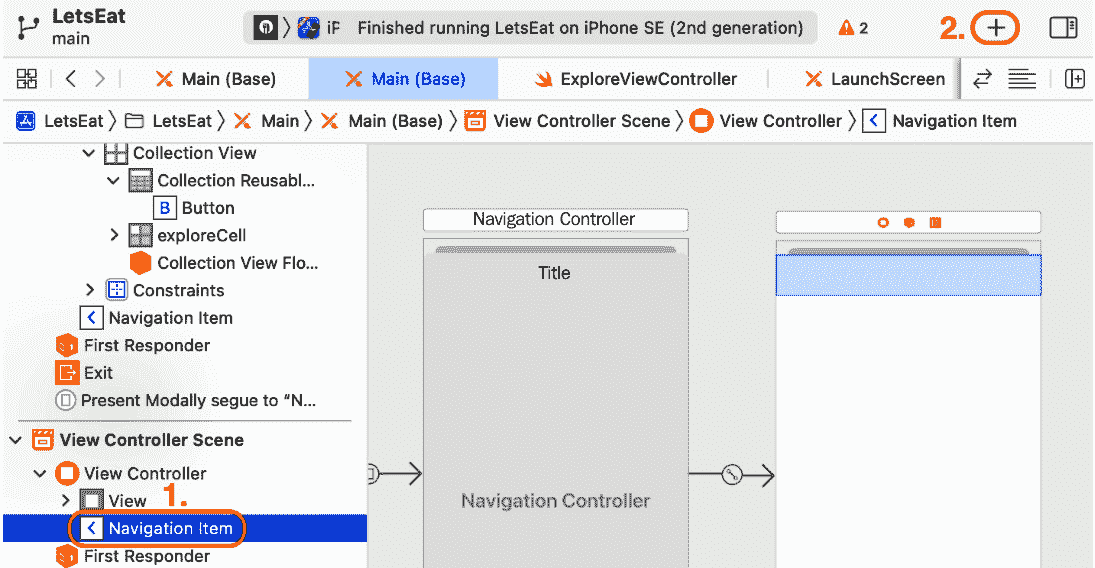 LetsEat
main
iP Finished running LetsEat on iPhone SE (2nd generation)
2
2.
Main (Base)
Main (Base)
ExploreViewController
LaunchScreen
LetsEat LetsEat Main Main (Base) View Controller Scene View Controller Navigation Item
Collection View
Collection Reusabl...
B Button
exploreCell
Collection View Flo...
Constraints
Navigation Item
First Responder
Exit
Present Modally segue to “N...
View Controller Scene
View Controller
View
1.
Navigation Item
First Responder
Navigation Controller
Title
Navigation Controller